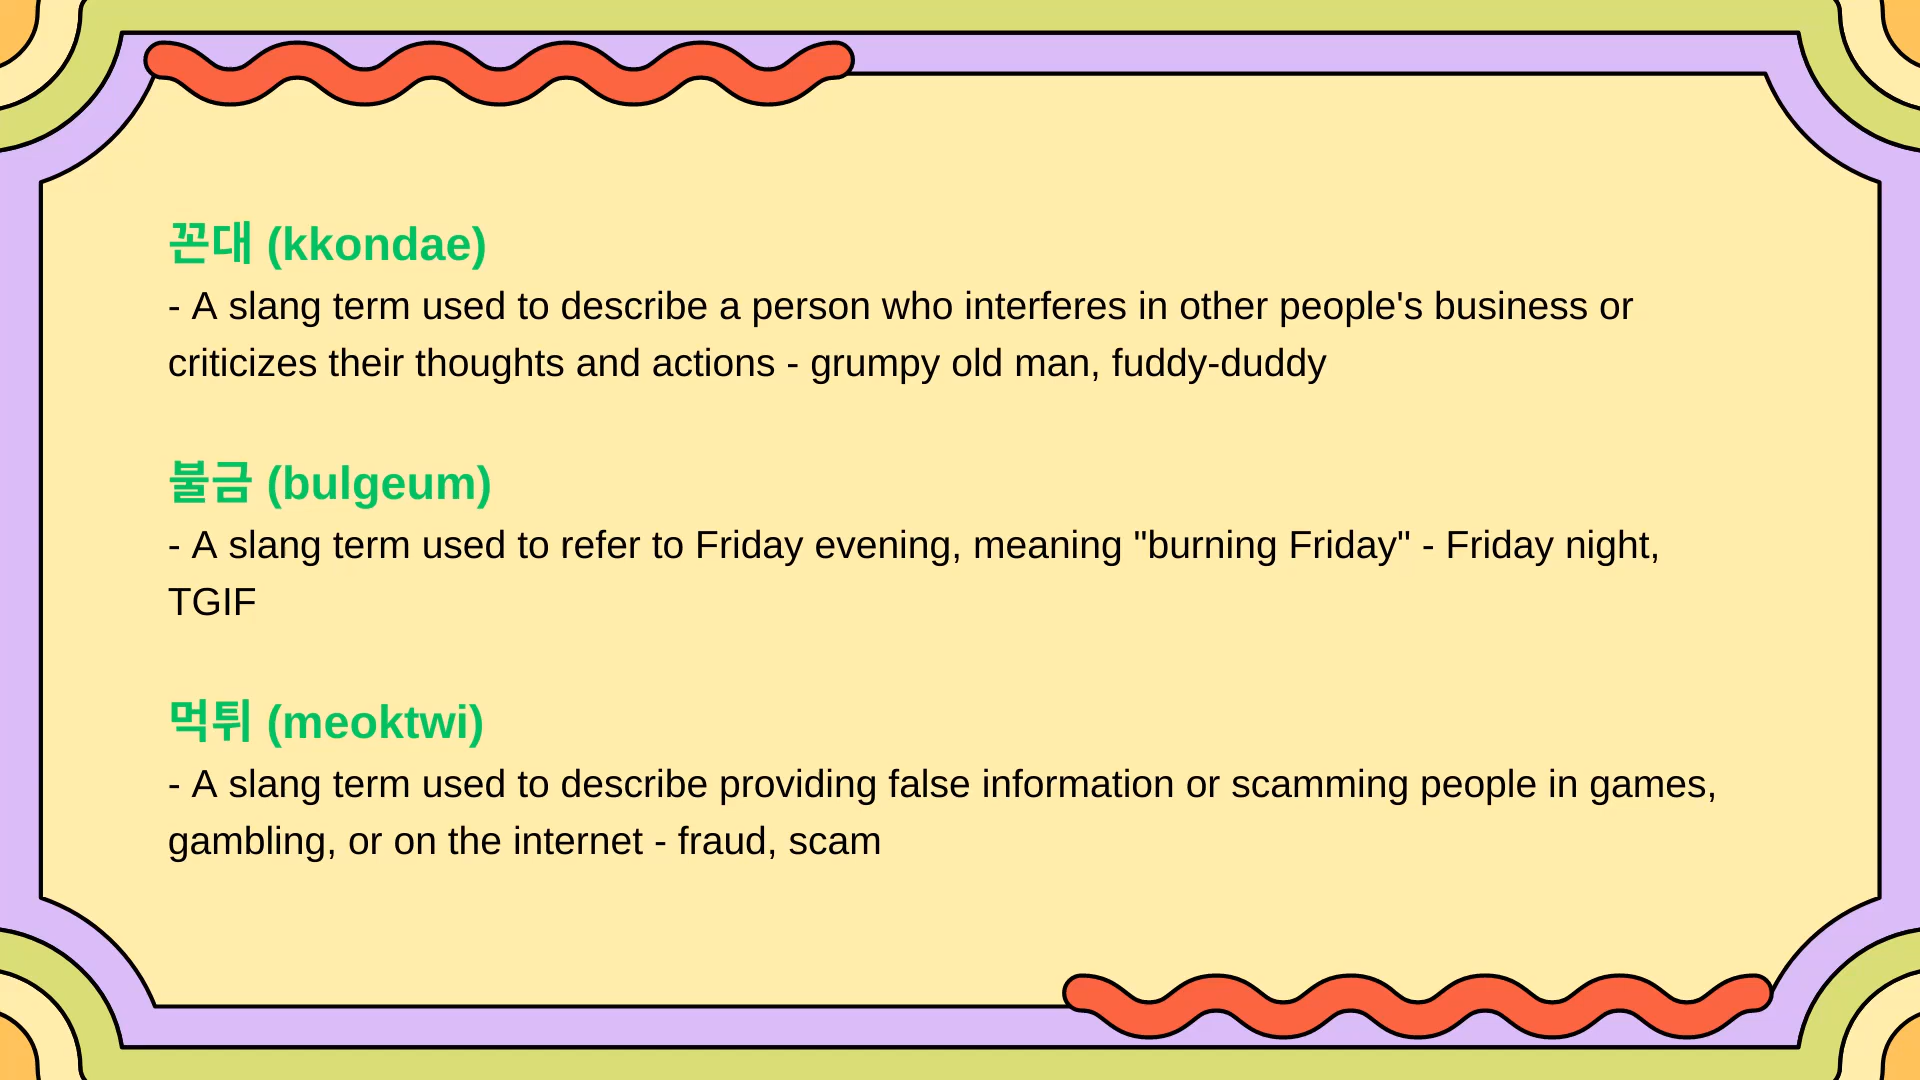 꼰대 (kkondae)
- A slang term used to describe a person who interferes in other people's business or
criticizes their thoughts and actions - grumpy old man, fuddy-duddy
불금 (bulgeum)
- A slang term used to refer to Friday evening, meaning "burning Friday" - Friday night,
TGIF
먹튀 (meoktwi)
- A slang term used to describe providing false information or scamming people in games,
gambling, or on the internet - fraud, scam